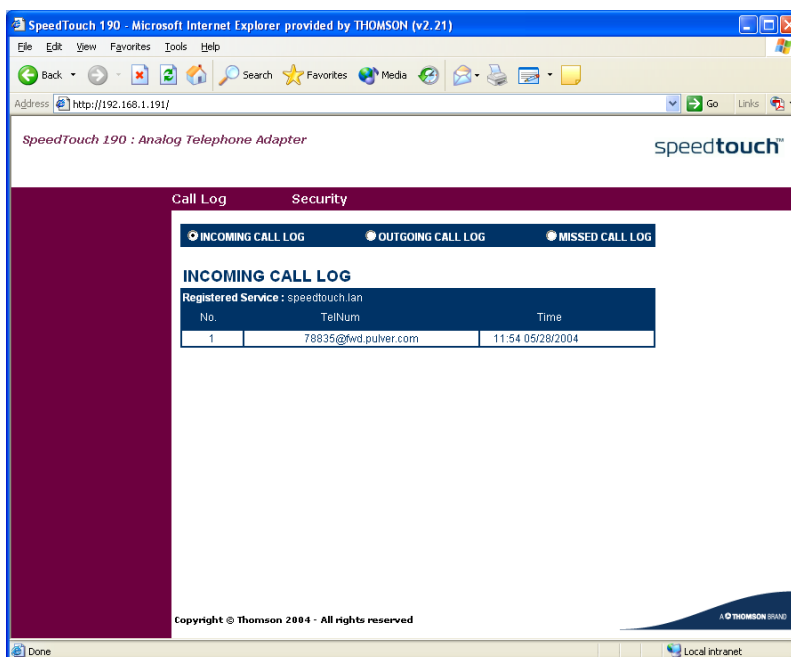 SpeedTouch 190 - Microsoft Internet Explorer provided by THOMSON (v2.21)
File Edit View Favorites Tools Help
Back Search Favorites Media
Address http://192.168.1.191/ Go Links
SpeedTouch 190 : Analog Telephone Adapter
speedtouch™
Call Log Security
INCOMING CALL LOG OUTGOING CALL LOG MISSED CALL LOG
INCOMING CALL LOG
Registered Service : speedtouch.lan
No. TelNum Time
1 78835@fwd.pulver.com 11:54 05/28/2004
Copyright © Thomson 2004 - All rights reserved
A THOMSON BRAND
Done Local intranet